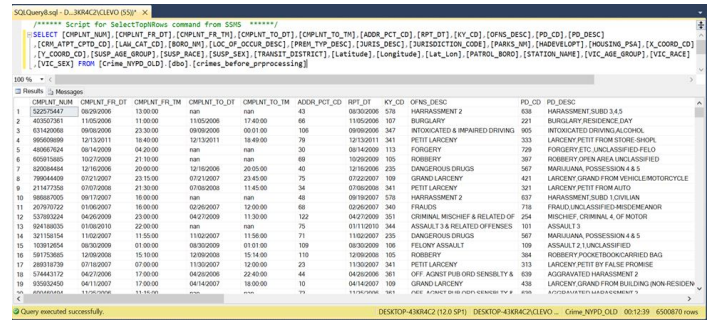 SQLQuery8.sql - D...3KR4C2\CLEVO (55))* X
/****** Script for SelectTopNRows command from SSMS ******/
SELECT [CMPLNT_NUM],[CMPLNT_FR_DT],[CMPLNT_FR_TM],[CMPLNT_TO_DT],[CMPLNT_TO_TM],[ADDR_PCT_CD],[RPT_DT],[KY_CD],[OFNS_DESC],[PD_CD],[PD_DESC]
,[CRM_ATPT_CPTD_CD],[LAW_CAT_CD],[BORO_NM],[LOC_OF_OCCUR_DESC],[PREM_TYP_DESC],[JURIS_DESC],[JURISDICTION_CODE],[PARKS_NM],[HADEVELOPT],[HOUSING_PSA],[X_COORD_CD]
,[Y_COORD_CD],[SUSP_AGE_GROUP],[SUSP_RACE],[SUSP_SEX],[TRANSIT_DISTRICT],[Latitude],[Longitude],[Lat_Lon],[PATROL_BORO],[STATION_NAME],[VIC_AGE_GROUP],[VIC_RACE]
,[VIC_SEX] FROM [Crime_NYPD_OLD].[dbo].[crimes_before_prprocessing]
100 %
Results Messages
CMPLNT_NUM CMPLNT_FR_DT CMPLNT_FR_TM CMPLNT_TO_DT CMPLNT_TO_TM ADDR_PCT_CD RPT_DT KY_CD OFNS_DESC PD_CD PD_DESC
1 522575447 08/29/2006 13:00:00 nan nan 43 08/30/2006 578 HARRASSMENT 2 638 HARASSMENT,SUBD 3,4,5
2 403507361 11/05/2006 11:00:00 11/05/2006 17:40:00 66 11/05/2006 107 BURGLARY 221 BURGLARY,RESIDENCE,DAY
3 631420068 09/08/2006 23:30:00 09/09/2006 00:01:00 106 09/09/2006 347 INTOXICATED & IMPAIRED DRIVING 905 INTOXICATED DRIVING,ALCOHOL
4 995609899 12/13/2011 18:40:00 12/13/2011 18:49:00 79 12/13/2011 341 PETIT LARCENY 333 LARCENY,PETIT FROM STORE-SHOPL
5 480667624 08/14/2009 04:20:00 nan nan 30 08/14/2009 113 FORGERY 729 FORGERY,ETC.,UNCLASSIFIED-FELO
6 605915885 10/27/2009 21:10:00 nan nan 69 10/29/2009 105 ROBBERY 397 ROBBERY,OPEN AREA UNCLASSIFIED
7 820084484 12/16/2006 20:00:00 12/16/2006 20:05:00 40 12/16/2006 235 DANGEROUS DRUGS 567 MARIJUANA, POSSESSION 4 & 5
8 799044409 07/21/2007 23:15:00 07/21/2007 23:45:00 75 07/22/2007 109 GRAND LARCENY 421 LARCENY,GRAND FROM VEHICLE/MOTORCYCLE
9 211477356 07/07/2008 21:30:00 07/08/2008 11:45:00 34 07/08/2008 341 PETIT LARCENY 321 LARCENY,PETIT FROM AUTO
10 986887005 09/17/2007 16:00:00 nan nan 48 09/19/2007 578 HARRASSMENT 2 637 HARASSMENT,SUBD 1,CIVILIAN
11 207970722 01/06/2007 16:00:00 02/26/2007 12:00:00 68 02/26/2007 340 FRAUDS 718 FRAUD,UNCLASSIFIED-MISDEMEANOR
12 537893224 04/26/2009 23:00:00 04/27/2009 11:30:00 122 04/27/2009 351 CRIMINAL MISCHIEF & RELATED OF 254 MISCHIEF, CRIMINAL 4, OF MOTOR
13 924188035 01/08/2010 22:00:00 nan nan 75 01/11/2010 344 ASSAULT 3 & RELATED OFFENSES 101 ASSAULT 3
14 321158154 11/02/2007 11:55:00 11/02/2007 11:56:00 71 11/02/2007 235 DANGEROUS DRUGS 567 MARIJUANA, POSSESSION 4 & 5
15 103912654 08/30/2009 01:00:00 08/30/2009 01:01:00 109 08/30/2009 106 FELONY ASSAULT 109 ASSAULT 2,1,UNCLASSIFIED
16 591753685 12/09/2008 15:10:00 12/09/2008 15:14:00 110 12/09/2008 105 ROBBERY 384 ROBBERY,POCKETBOOK/CARRIED BAG
17 289318739 07/18/2007 07:00:00 11/30/2007 12:00:00 23 11/30/2007 341 PETIT LARCENY 313 LARCENY,PETIT BY FALSE PROMISE
18 574443172 04/27/2006 17:00:00 04/28/2006 22:40:00 44 04/28/2006 361 OFF. AGNST PUB ORD SENSBLTY & 639 AGGRAVATED HARASSMENT 2
19 935932450 04/11/2007 17:00:00 04/14/2007 18:00:00 10 04/14/2007 109 GRAND LARCENY 438 LARCENY,GRAND FROM BUILDING (NON-RESIDEN
Query executed successfully. DESKTOP-43KR4C2 (12.0 SP1) DESKTOP-43KR4C2\CLEVO ... Crime_NYPD_OLD 00:12:39 6500870 rows